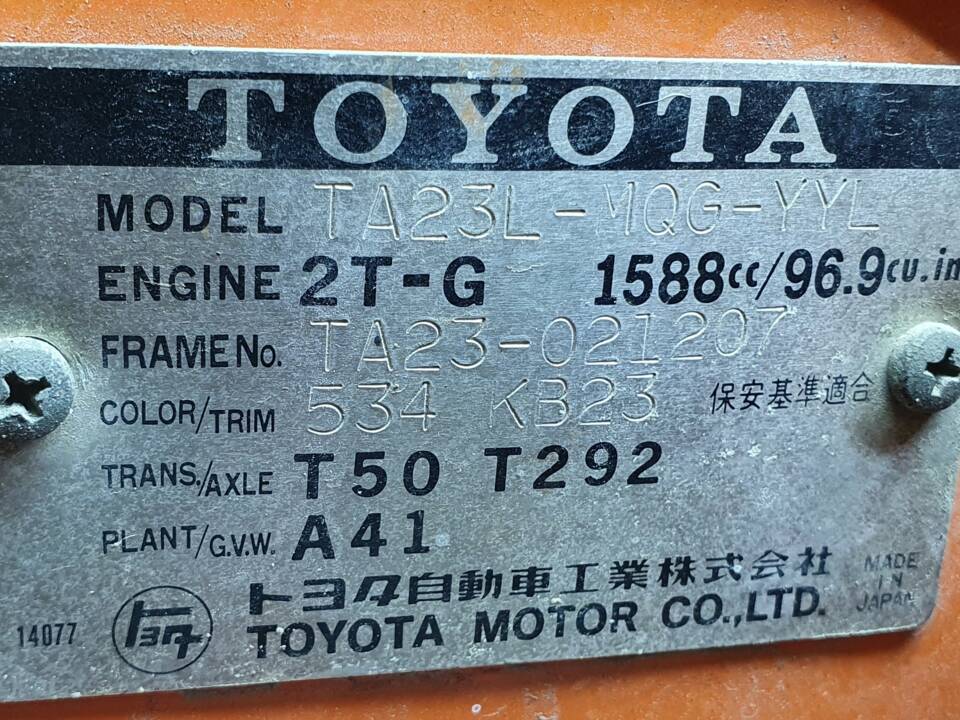 TOYOTA
MODEL TA23L-MQG-YYL
ENGINE 2T-G 1588cc/96.9cu.in
FRAME No. TA23-021207
COLOR/TRIM 534 KB23 保安基準適合
TRANS./AXLE T50 T292
PLANT/G.V.W. A41
トヨタ自動車工業株式会社
TOYOTA MOTOR CO.,LTD.
MADE IN JAPAN
14077 トヨタ